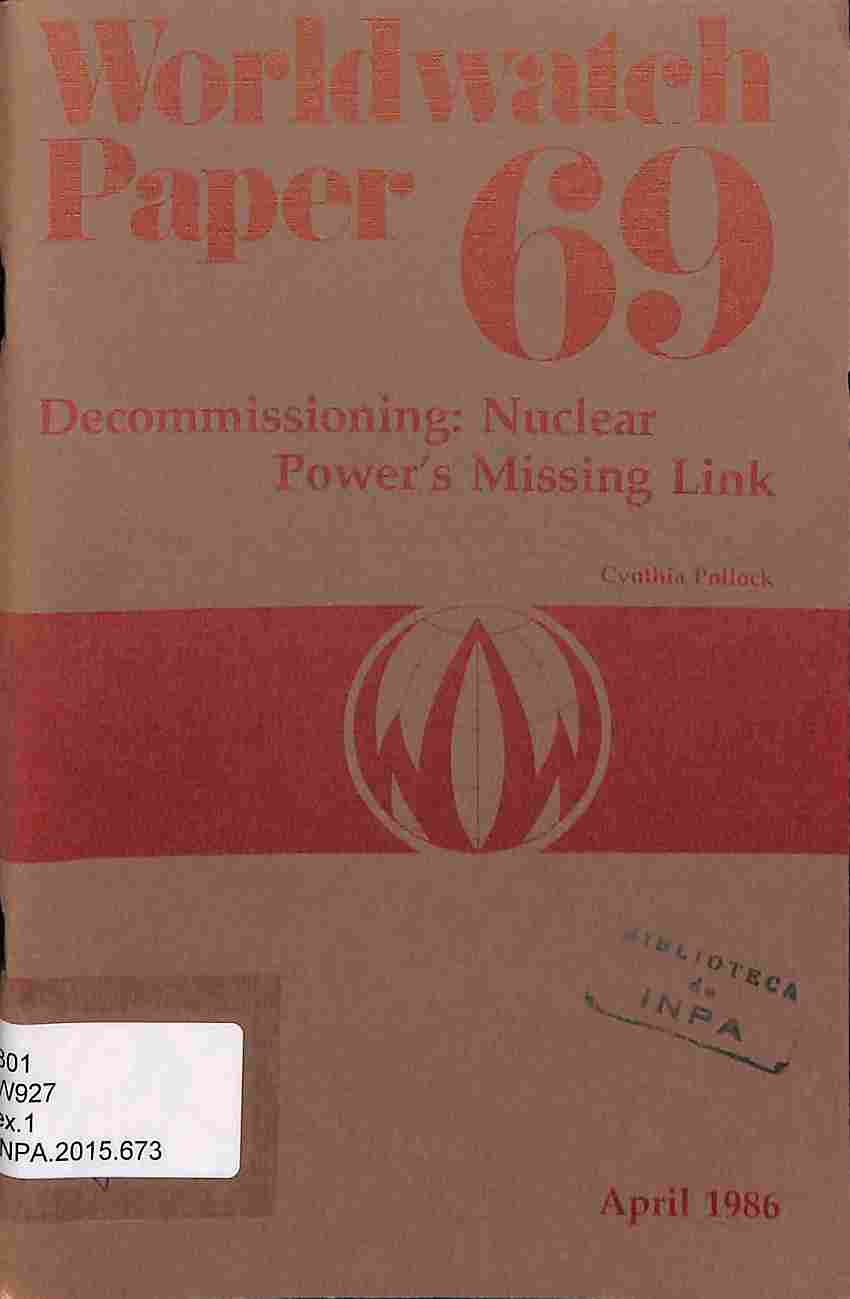 Worldwatch
Paper 69
Decommissioning: Nuclear
Power's Missing Link
Cynthia Pollock
BIBLIOTECA
do
INPA
301
W927
ex.1
INPA.2015.673
April 1986